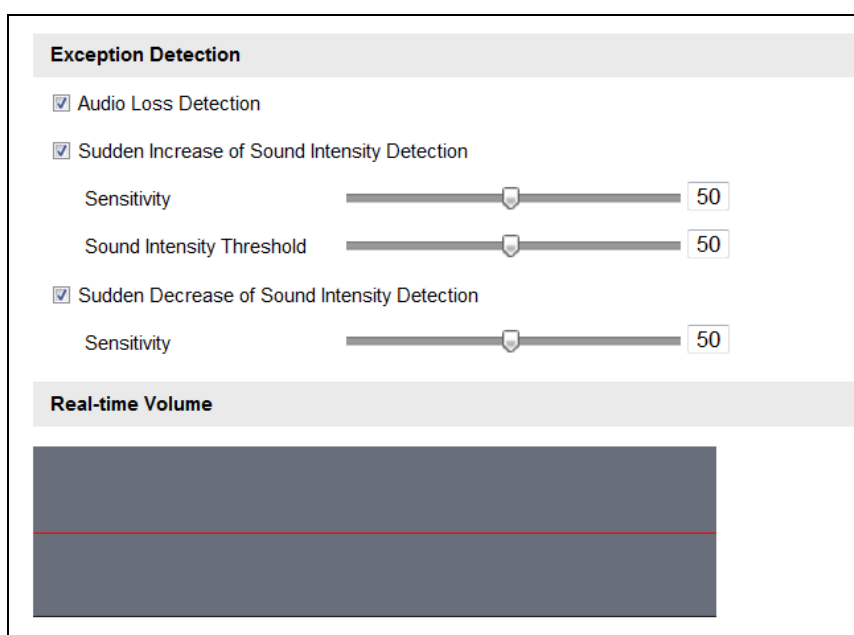 Exception Detection
Audio Loss Detection
Sudden Increase of Sound Intensity Detection
Sensitivity 50
Sound Intensity Threshold 50
Sudden Decrease of Sound Intensity Detection
Sensitivity 50
Real-time Volume